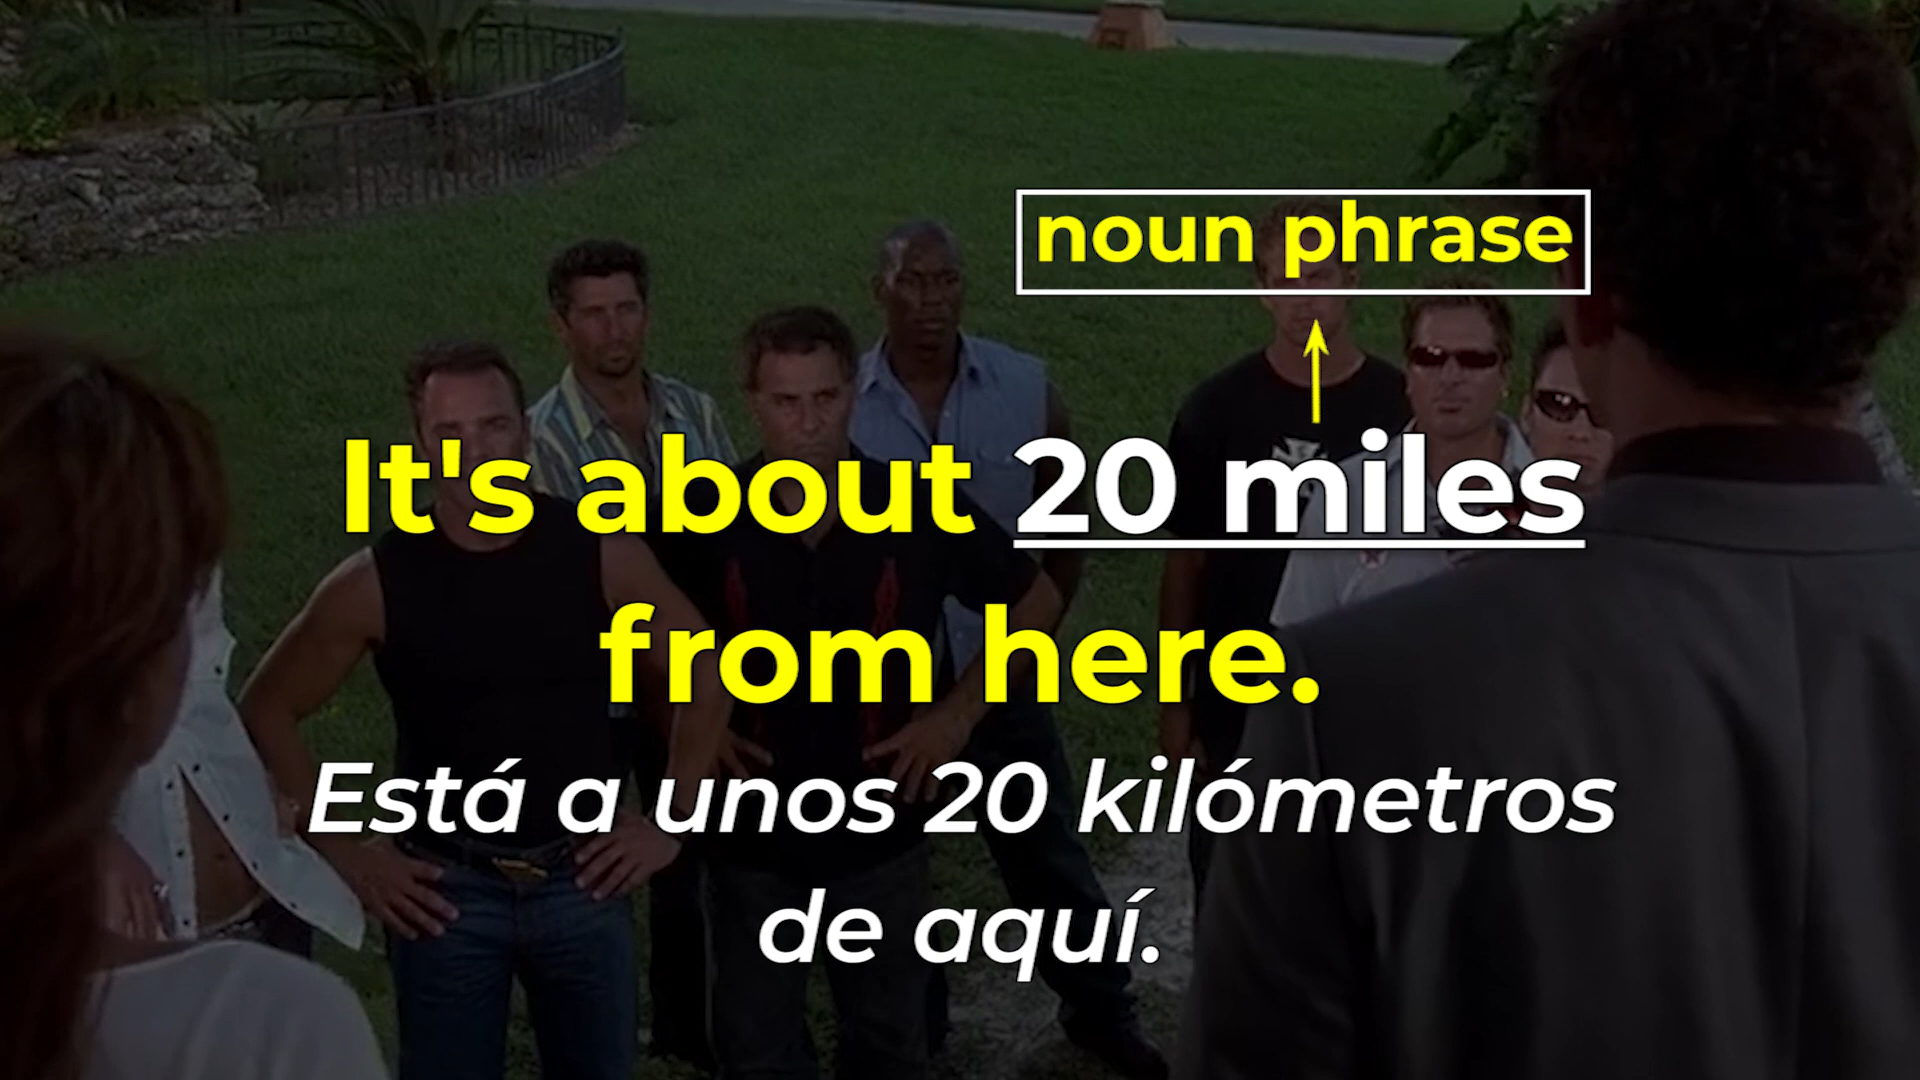 noun phrase
It's about 20 miles
from here.
Está a unos 20 kilómetros
de aquí.